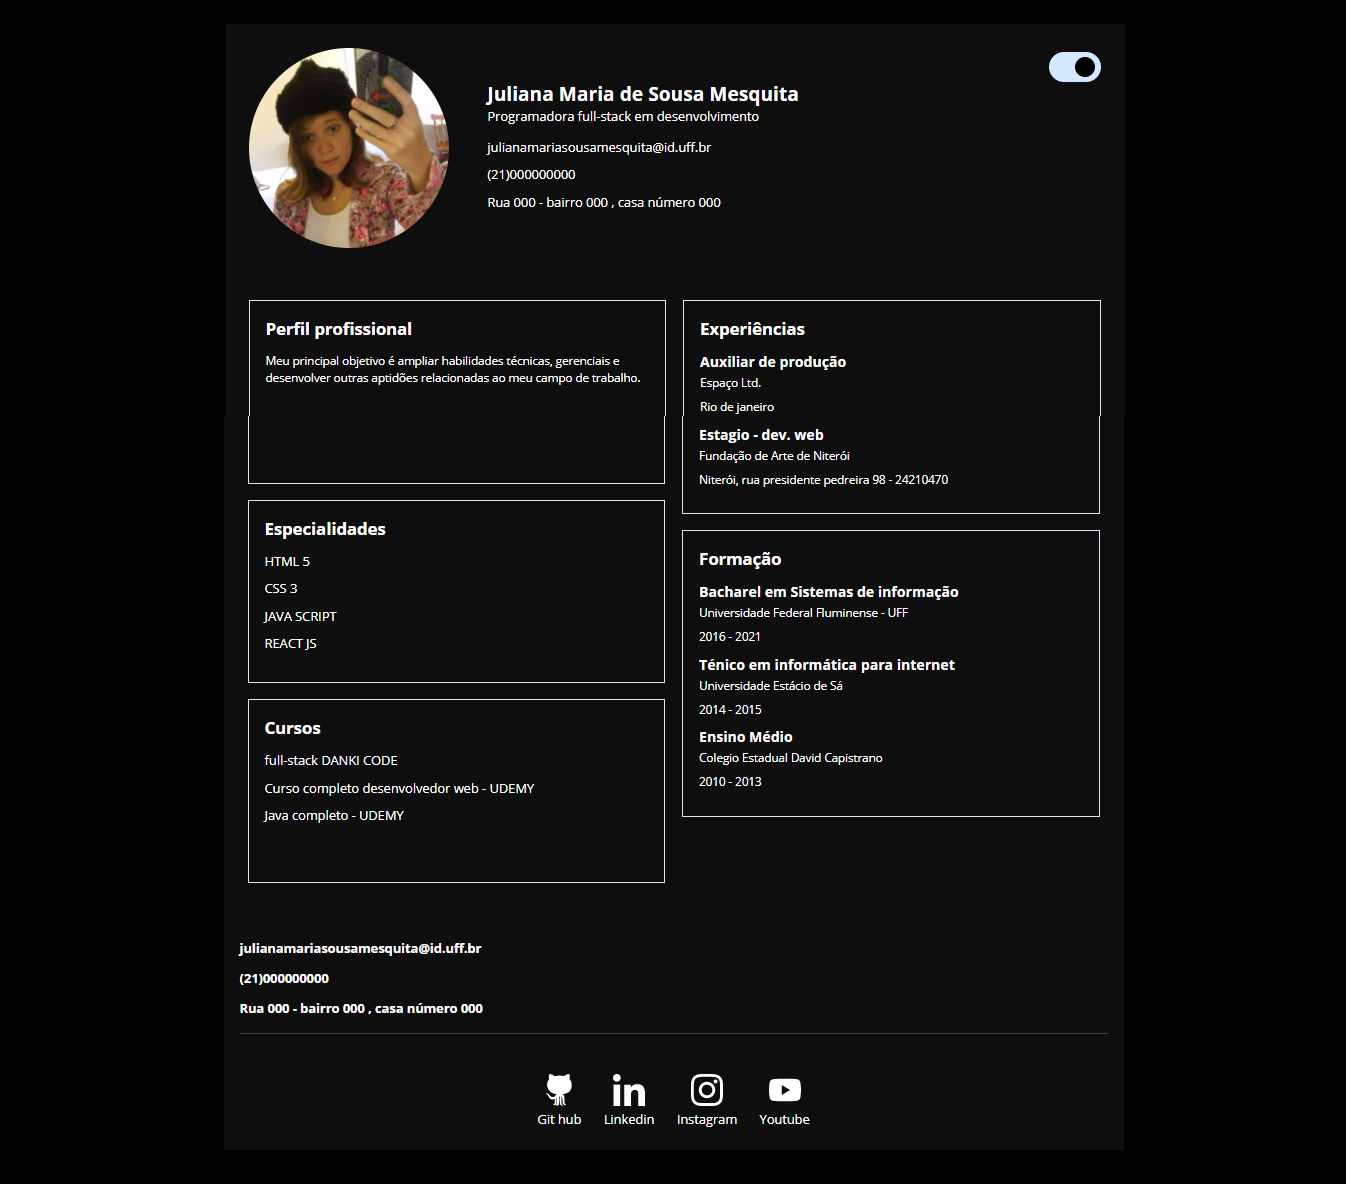 Juliana Maria de Sousa Mesquita
Programadora full-stack em desenvolvimento
julianamariasousamesquita@id.uff.br
(21)000000000
Rua 000 - bairro 000 , casa número 000
Perfil profissional
Meu principal objetivo é ampliar habilidades técnicas, gerenciais e
desenvolver outras aptidões relacionadas ao meu campo de trabalho.
Especialidades
HTML 5
CSS 3
JAVA SCRIPT
REACT JS
Cursos
full-stack DANKI CODE
Curso completo desenvolvedor web - UDEMY
Java completo - UDEMY
Experiências
Auxiliar de produção
Espaço Ltd.
Rio de janeiro
Estagio - dev. web
Fundação de Arte de Niterói
Niterói, rua presidente pedreira 98 - 24210470
Formação
Bacharel em Sistemas de informação
Universidade Federal Fluminense - UFF
2016 - 2021
Ténico em informática para internet
Universidade Estácio de Sá
2014 - 2015
Ensino Médio
Colegio Estadual David Capistrano
2010 - 2013
julianamariasousamesquita@id.uff.br
(21)000000000
Rua 000 - bairro 000 , casa número 000
Git hub
Linkedin
Instagram
Youtube